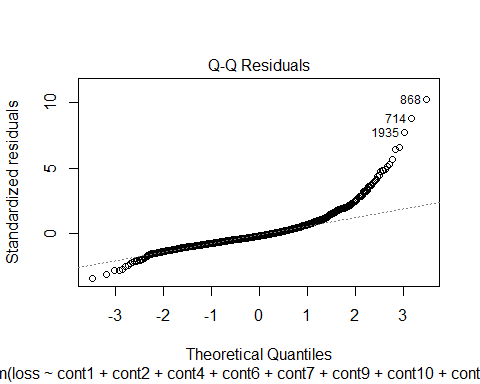 Q-Q Residuals
Standardized residuals
10
5
0
868
714
1935
-3 -2 -1 0 1 2 3
Theoretical Quantiles
m(loss ~ cont1 + cont2 + cont4 + cont6 + cont7 + cont9 + cont10 + cont